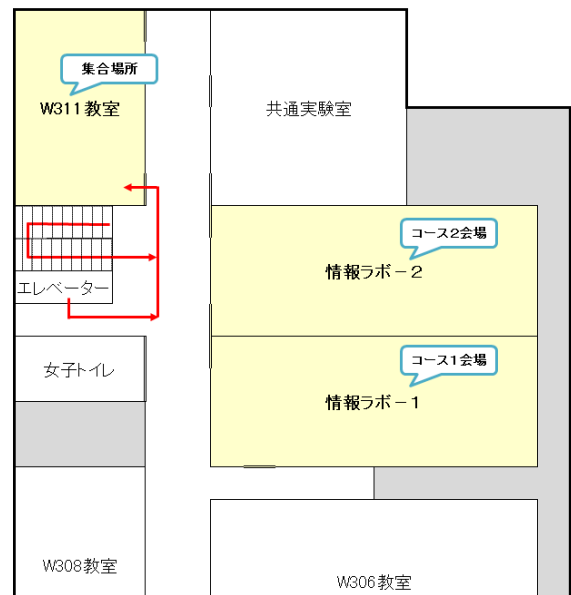 集合場所
W311教室
共通実験室
コース2会場
情報ラボ－2
エレベーター
コース1会場
女子トイレ
情報ラボ－1
W308教室
W306教室